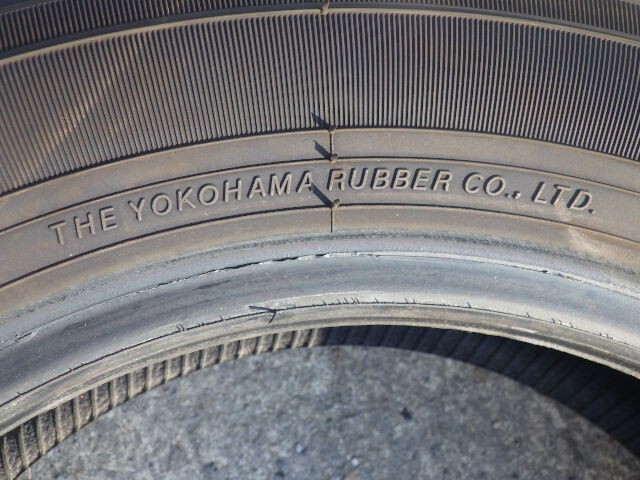 THE YOKOHAMA RUBBER CO., LTD.